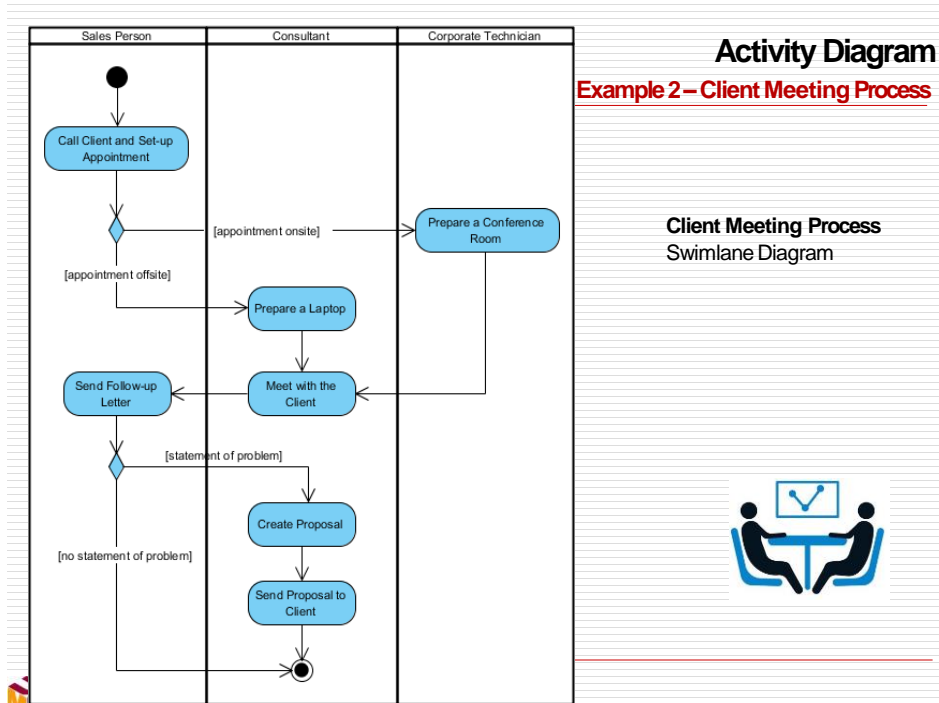 Sales Person
Consultant
Corporate Technician
Activity Diagram
Example 2 – Client Meeting Process
Call Client and Set-up
Appointment
[appointment onsite]
Prepare a Conference
Room
Client Meeting Process
Swimlane Diagram
[appointment offsite]
Prepare a Laptop
Send Follow-up
Letter
Meet with the
Client
[statement of problem]
Create Proposal
[no statement of problem]
Send Proposal to
Client